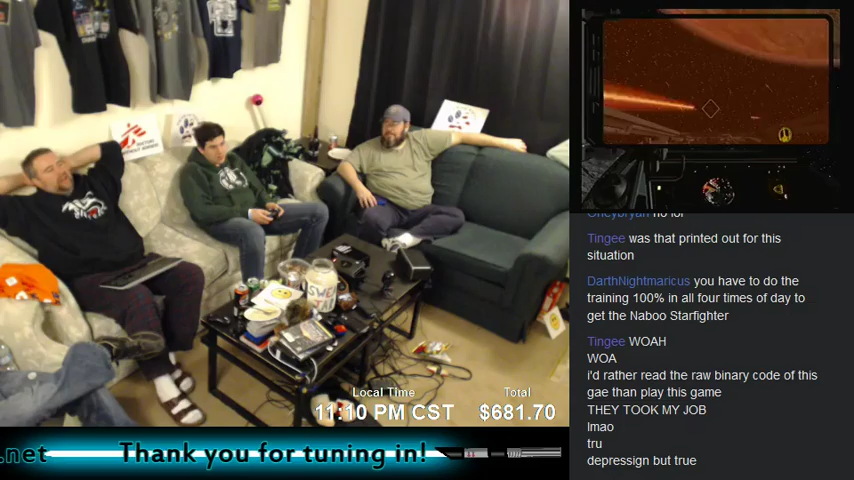 SWE
Local Time
Total
11:10 PM CST
$681.70
.net
Thank you for tuning in!
Tingee was that printed out for this
situation
DarthNightmaricus you have to do the
training 100% in all four times of day to
get the Naboo Starfighter
Tingee WOAH
WOA
i'd rather read the raw binary code of this
gae than play this game
THEY TOOK MY JOB
lmao
tru
depressign but true